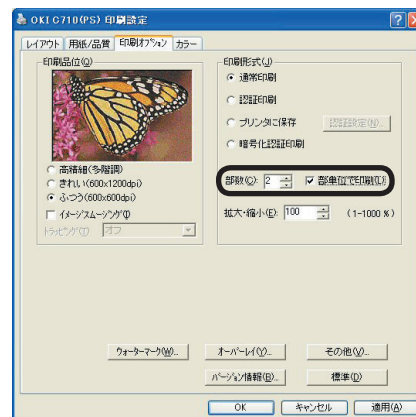 OKI C710(PS) 印刷設定
レイアウト 用紙/品質 印刷オプション カラー
印刷品位(Q)
高精細(多階調)
きれい(600x1200dpi)
ふつう(600x600dpi)
イメージスムージング(I)
トラッピング(T) オフ
印刷形式(J)
通常印刷
認証印刷
プリンタに保存 認証設定(N)...
暗号化認証印刷
部数(C): 2 部単位で印刷(L)
拡大・縮小(F): 100 (1-1000 %)
ウォーターマーク(W)... オーバーレイ(Y)... その他(V)...
バージョン情報(B)... 標準(D)
OK キャンセル 適用(A)